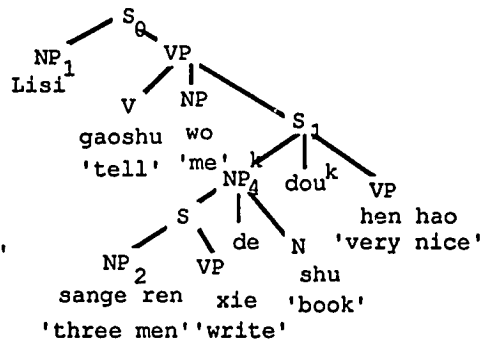 S0
NP1 VP
Lisi
V NP S1
gaoshu wo
'tell' 'me' k
NP4 douk VP
hen hao
S de N 'very nice'
'
NP2 VP shu
sange ren xie 'book'
'three men' 'write'